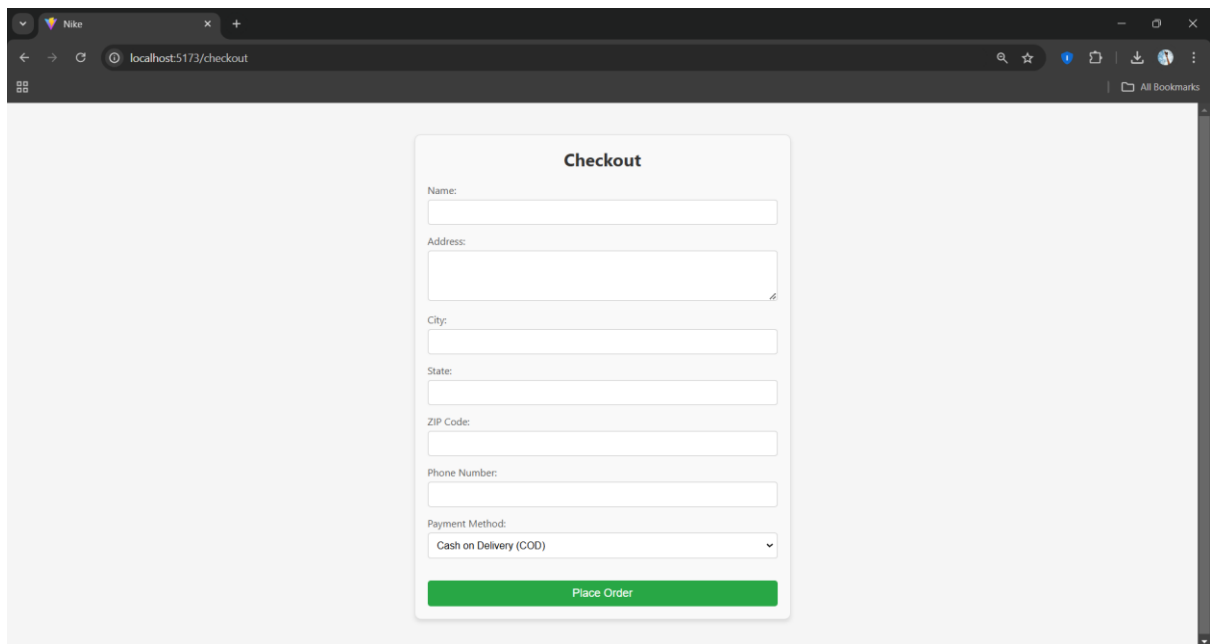 Nike
localhost:5173/checkout
All Bookmarks
Checkout
Name:
Address:
City:
State:
ZIP Code:
Phone Number:
Payment Method:
Cash on Delivery (COD)
Place Order